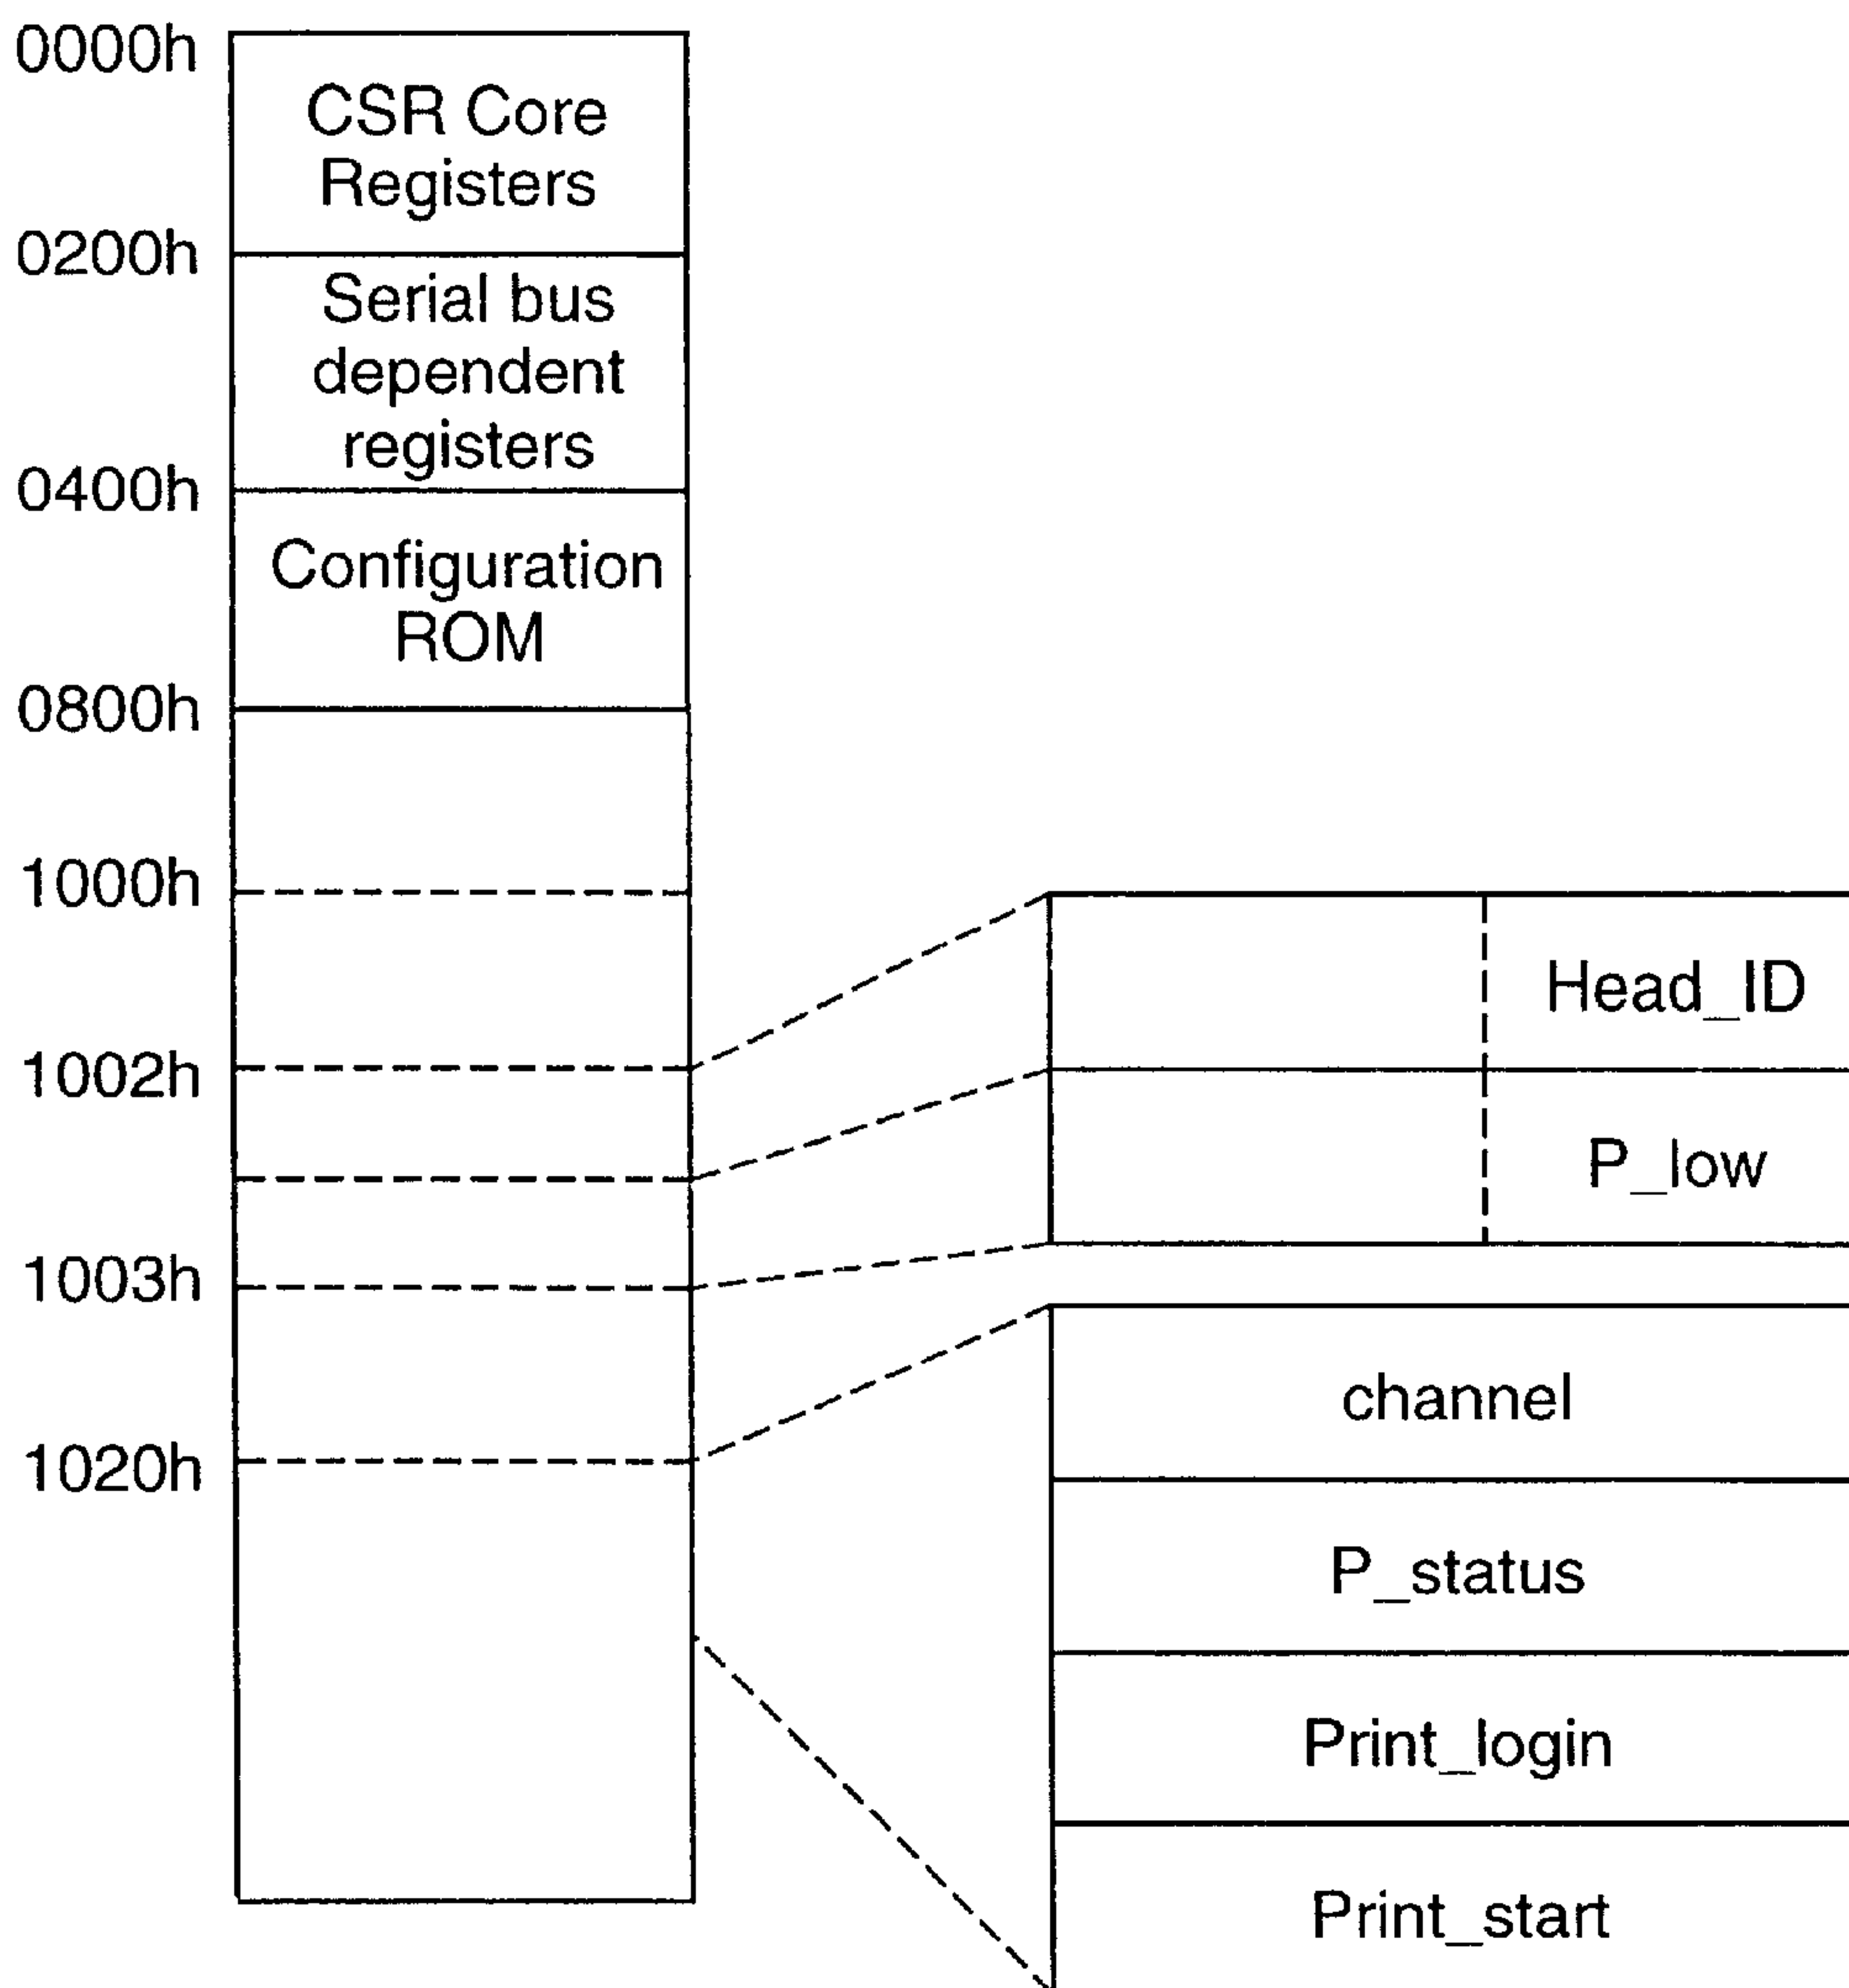 0000h
CSR Core
Registers
0200h
Serial bus
dependent
registers
0400h
Configuration
ROM
0800h
1000h
1002h
1003h
1020h
Head_ID
P_low
channel
P_status
Print_login
Print_start